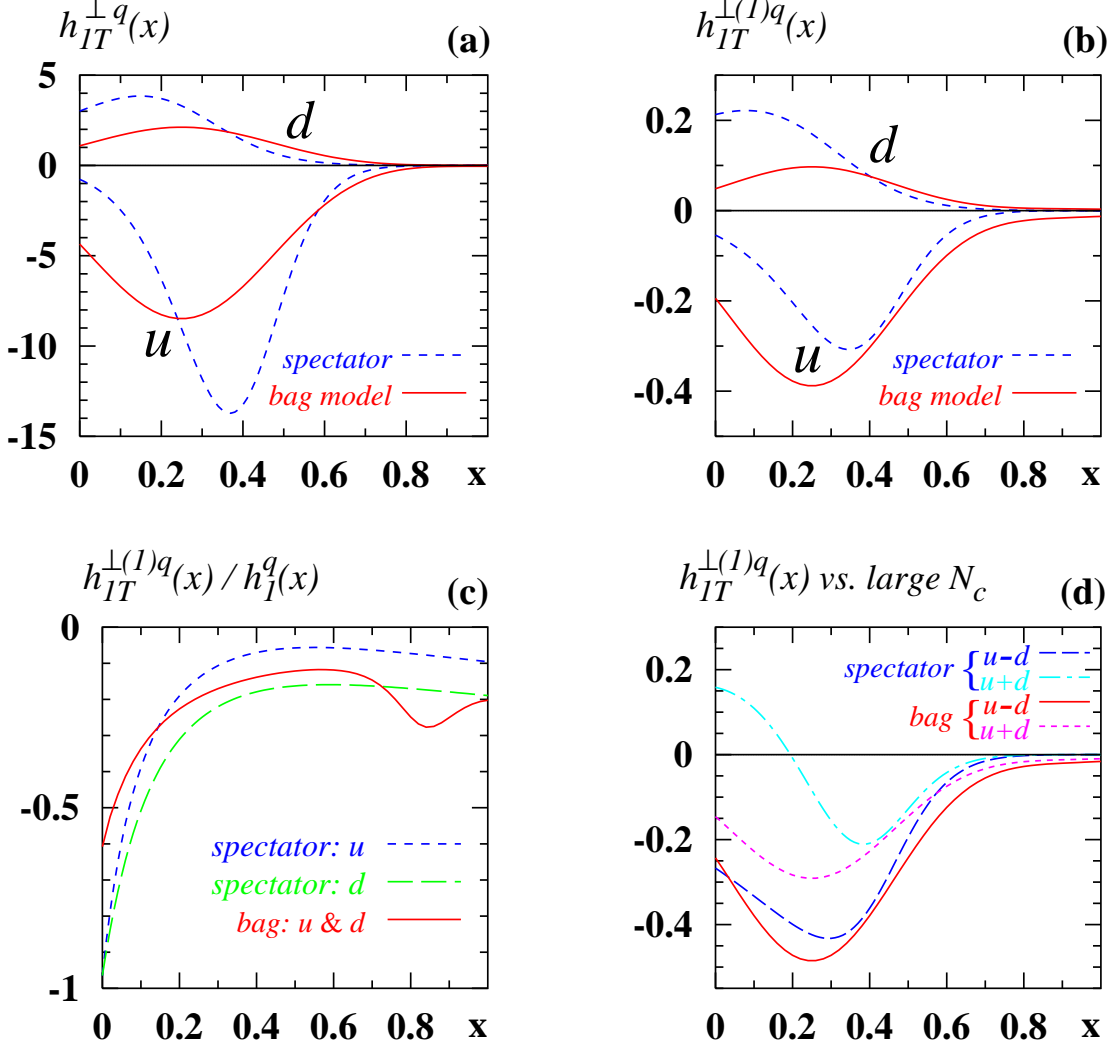 h_{1T}^{⊥q}(x) (a)
5
0
-5
-10
-15
d
u
spectator
bag model
0 0.2 0.4 0.6 0.8 x
h_{1T}^{⊥(1)q}(x) (b)
0.2
0
-0.2
-0.4
d
u
spectator
bag model
0 0.2 0.4 0.6 0.8 x
h_{1T}^{⊥(1)q}(x) / h_1^q(x) (c)
0
-0.5
-1
spectator: u
spectator: d
bag: u & d
0 0.2 0.4 0.6 0.8 x
h_{1T}^{⊥(1)q}(x) vs. large N_c (d)
0.2
0
-0.2
-0.4
spectator { u-d
u+d
bag { u-d
u+d
0 0.2 0.4 0.6 0.8 x